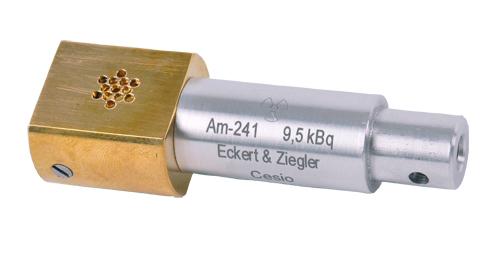 Am-241 9,5 kBq
Eckert & Ziegler
Cesio